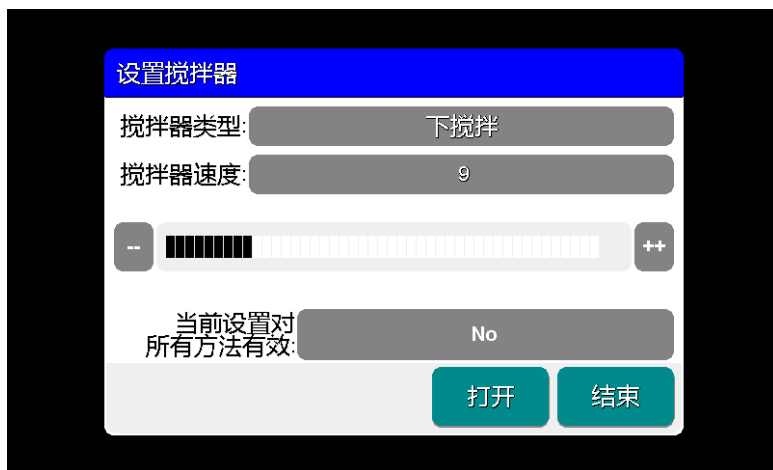 设置搅拌器
搅拌器类型: 下搅拌
搅拌器速度: 9
-- ++
当前设置对
所有方法有效: No
打开 结束